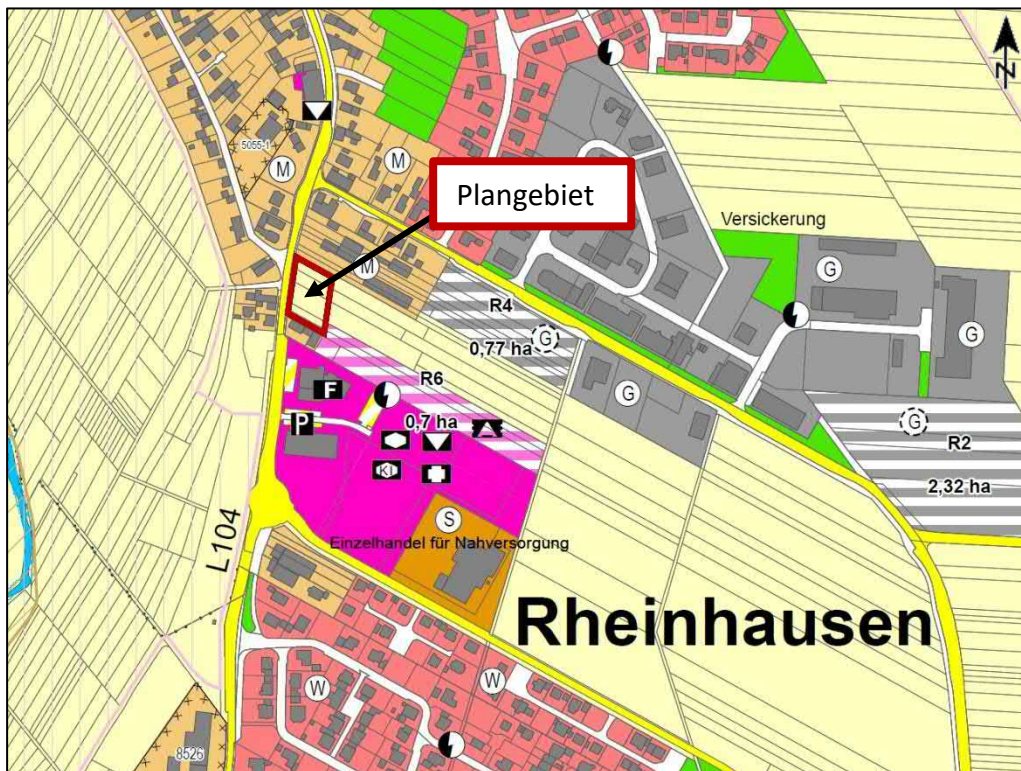 N
5055-1
M
M
Plangebiet
Versickerung
M
G
G
R4
G
0,77 ha
G
R6
F
G
R2
P
0,7 ha
KI
2,32 ha
S
L 104
Einzelhandel für Nahversorgung
Rheinhausen
W
W
8526